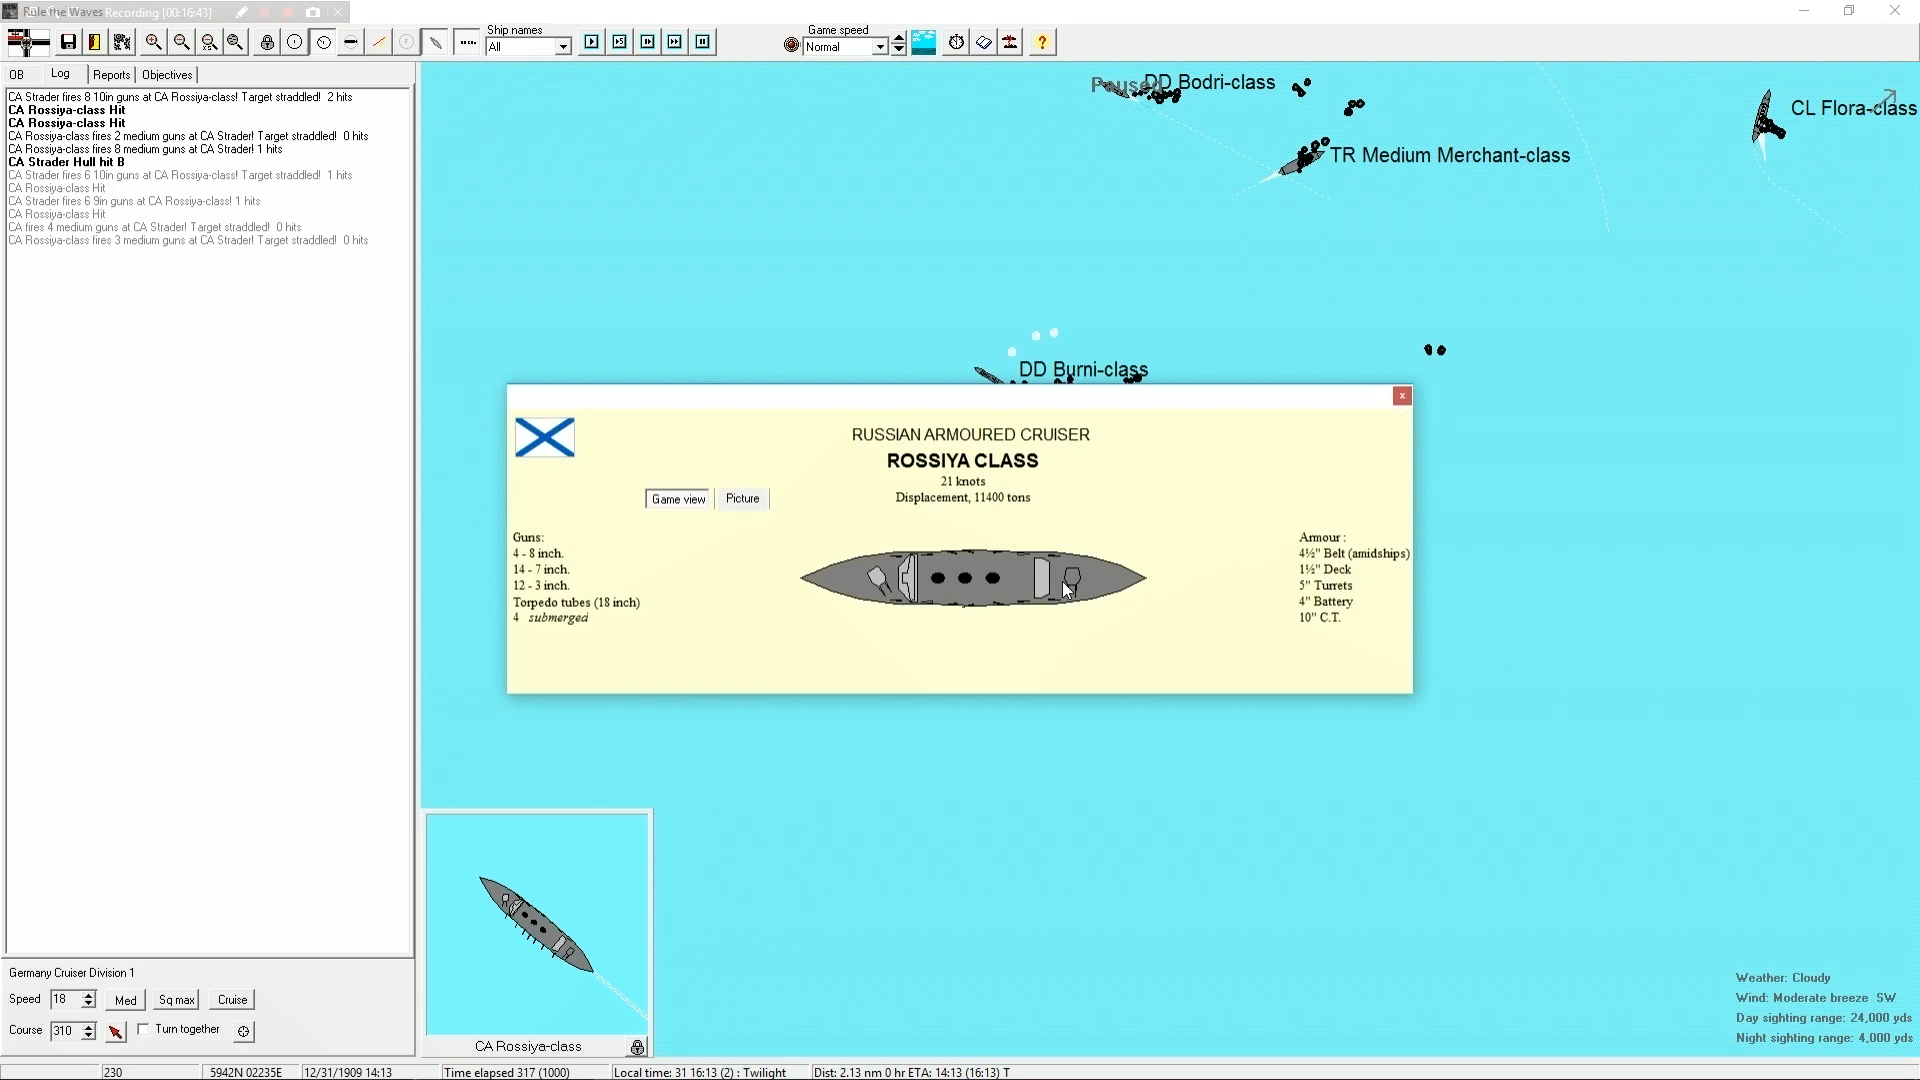 Rule the Waves Recording [00:16:43]
Ship names
All
Game speed
Normal
OB Log Reports Objectives
CA Strader fires 8 10in guns at CA Rossiya-class! Target straddled!  2 hits
CA Rossiya-class Hit
CA Rossiya-class Hit
CA Rossiya-class fires 2 medium guns at CA Strader! Target straddled!  0 hits
CA Rossiya-class fires 8 medium guns at CA Strader! 1 hits
CA Strader Hull hit B
CA Strader fires 6 10in guns at CA Rossiya-class! Target straddled!  1 hits
CA Rossiya-class Hit
CA Strader fires 6 9in guns at CA Rossiya-class! 1 hits
CA Rossiya-class Hit
CA fires 4 medium guns at CA Strader! Target straddled!  0 hits
CA Rossiya-class fires 3 medium guns at CA Strader! Target straddled!  0 hits
Paused
DD Bodri-class
CL Flora-class
TR Medium Merchant-class
DD Burni-class
x
RUSSIAN ARMOURED CRUISER
ROSSIYA CLASS
21 knots
Displacement, 11400 tons
Game view Picture
Guns:
4 - 8 inch.
14 - 7 inch.
12 - 3 inch.
Torpedo tubes (18 inch)
4 submerged
Armour :
4½" Belt (amidships)
1½" Deck
5" Turrets
4" Battery
10" C.T.
CA Rossiya-class
Germany Cruiser Division 1
Speed 18 Med Sq max Cruise
Course 310 Turn together
Weather: Cloudy
Wind: Moderate breeze SW
Day sighting range: 24,000 yds
Night sighting range: 4,000 yds
230 5942N 02235E 12/31/1909 14:13 Time elapsed 317 (1000) Local time: 31 16:13 (2) : Twilight Dist: 2.13 nm 0 hr ETA: 14:13 (16:13) T